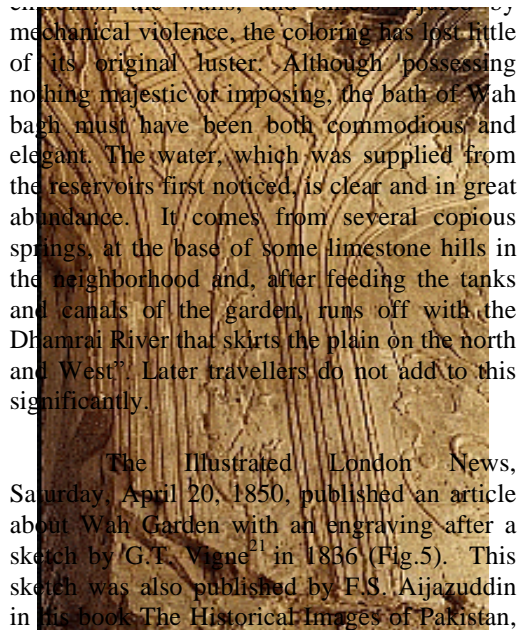 the walls, and by
mechanical violence, the coloring has lost little
of its original luster. Although possessing
nothing majestic or imposing, the bath of Wah
bagh must have been both commodious and
elegant. The water, which was supplied from
the reservoirs first noticed, is clear and in great
abundance. It comes from several copious
springs, at the base of some limestone hills in
the neighborhood and, after feeding the tanks
and canals of the garden, runs off with the
Dhamrai River that skirts the plain on the north
and West”. Later travellers do not add to this
significantly.
The Illustrated London News,
Saturday, April 20, 1850, published an article
about Wah Garden with an engraving after a
sketch by G.T. Vigne21 in 1836 (Fig.5). This
sketch was also published by F.S. Aijazuddin
in his book The Historical Images of Pakistan,